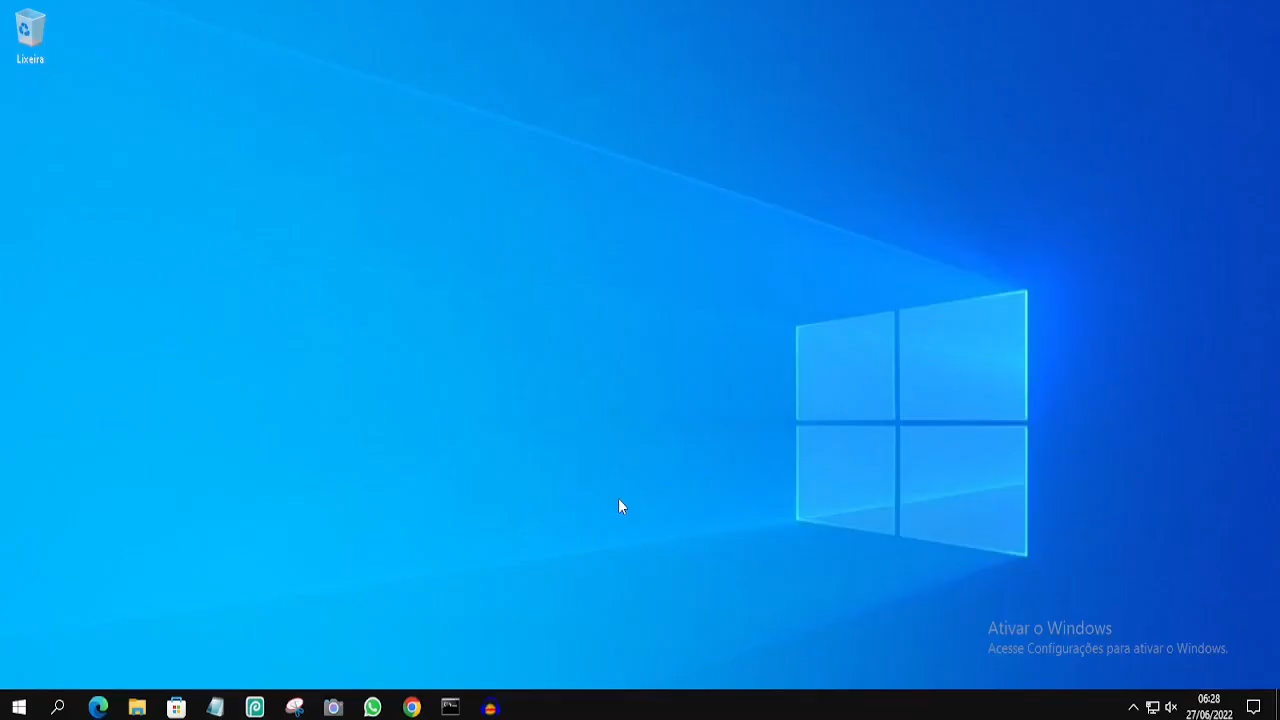 Lixeira
Ativar o Windows
Acesse Configurações para ativar o Windows.
06:28
27/06/2022